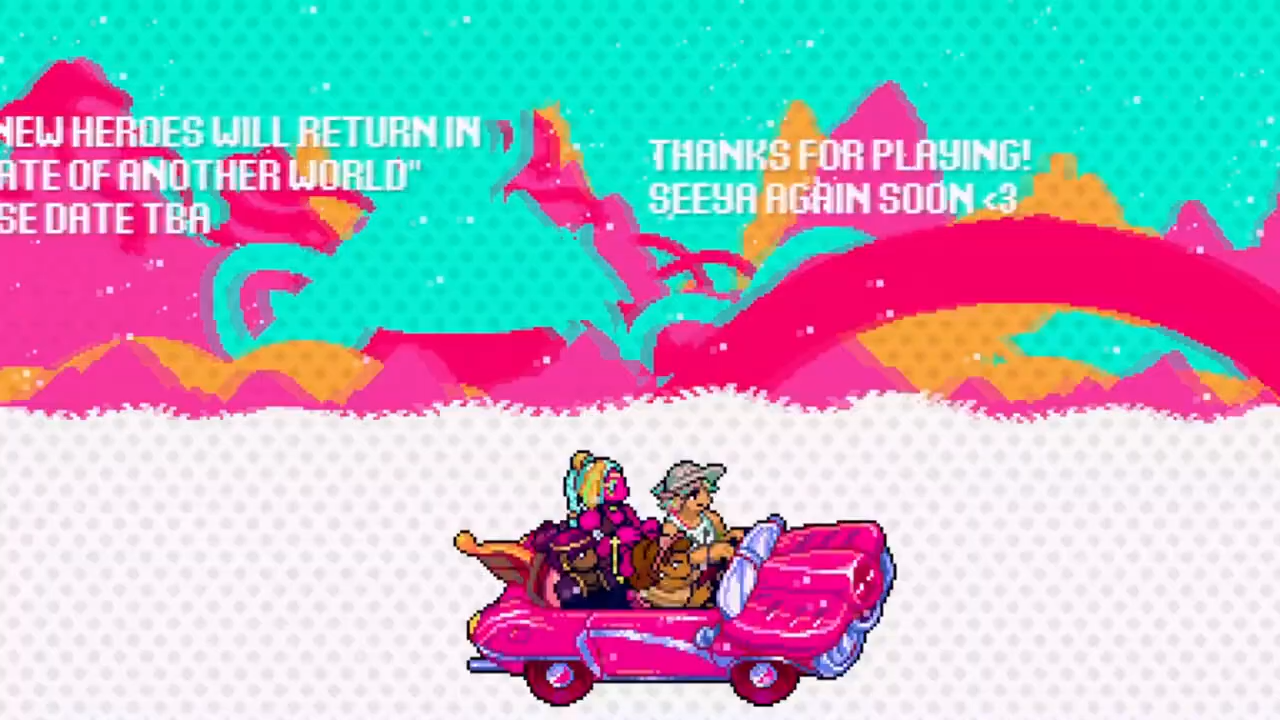 NEW HEROES WILL RETURN IN
ATE OF ANOTHER WORLD"
SE DATE TBA
THANKS FOR PLAYING!
SEEYA AGAIN SOON <3